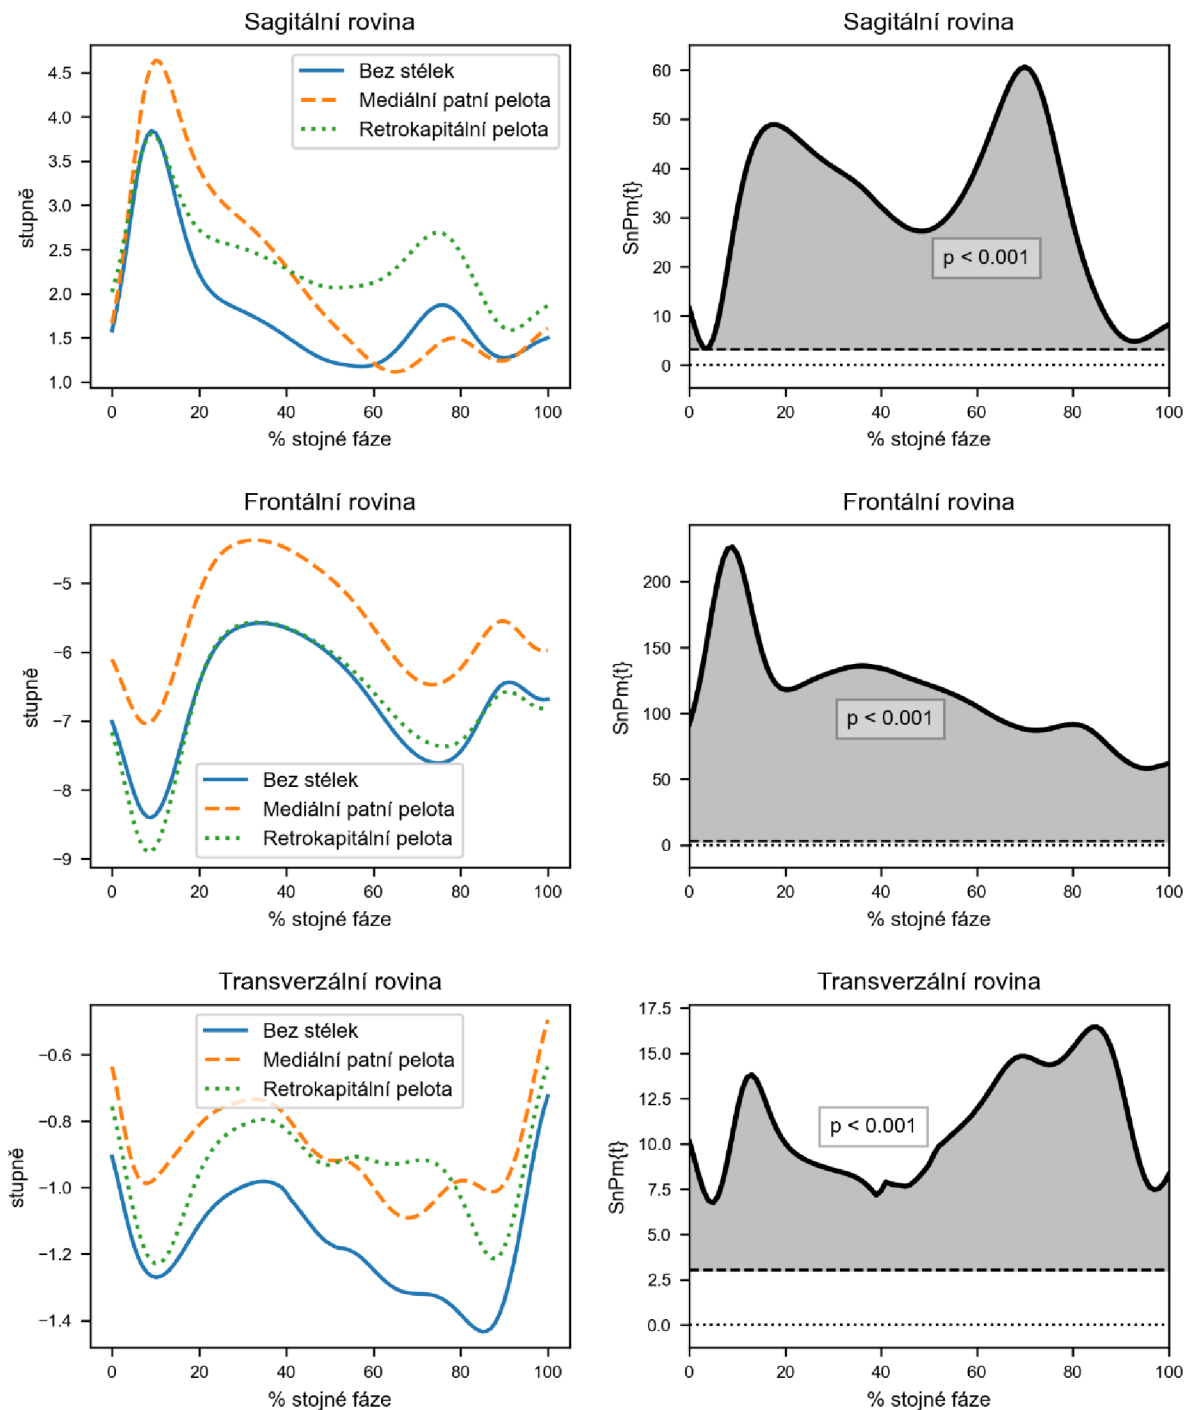 Sagitální rovina
4.5
4.0
3.5
3.0
2.5
2.0
1.5
1.0
stupně
Bez stélek
Mediální patní pelota
Retrokapitální pelota
0 20 40 60 80 100
% stojné fáze
Sagitální rovina
60
50
40
30
20
10
0
SnPm{t}
p < 0.001
0 20 40 60 80 100
% stojné fáze
Frontální rovina
−5
−6
−7
−8
−9
stupně
Bez stélek
Mediální patní pelota
Retrokapitální pelota
0 20 40 60 80 100
% stojné fáze
Frontální rovina
200
150
100
50
0
SnPm{t}
p < 0.001
0 20 40 60 80 100
% stojné fáze
Transverzální rovina
−0.6
−0.8
−1.0
−1.2
−1.4
stupně
Bez stélek
Mediální patní pelota
Retrokapitální pelota
0 20 40 60 80 100
% stojné fáze
Transverzální rovina
17.5
15.0
12.5
10.0
7.5
5.0
2.5
0.0
SnPm{t}
p < 0.001
0 20 40 60 80 100
% stojné fáze